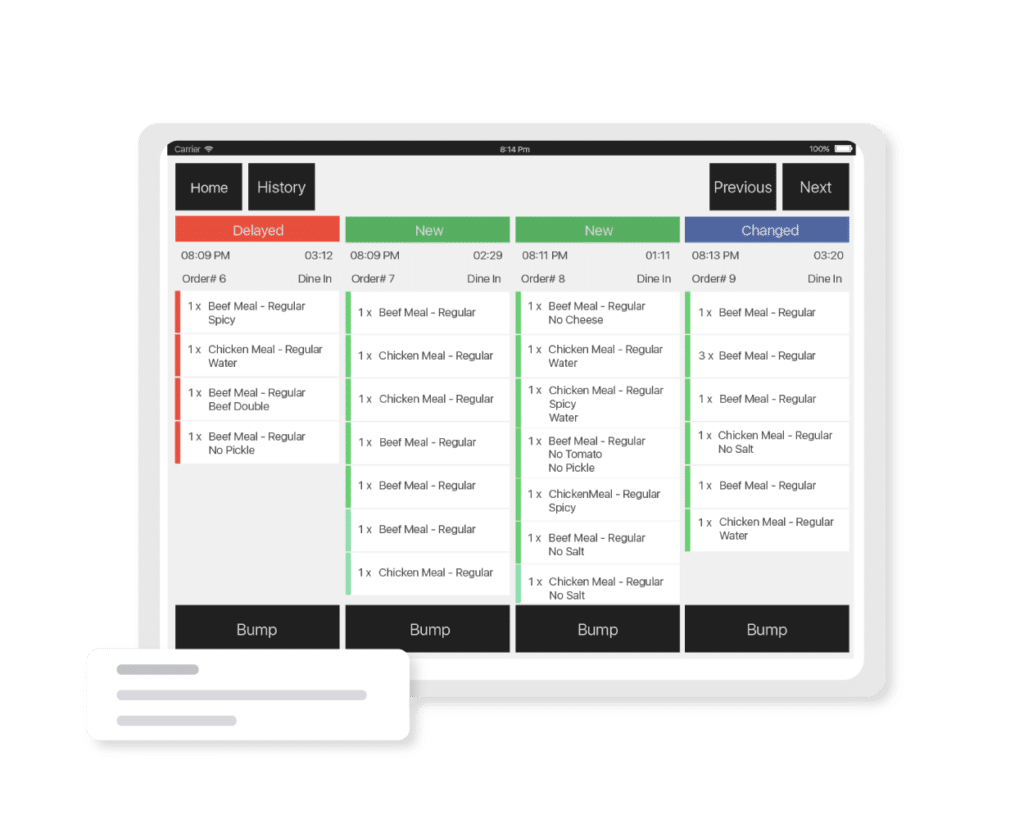 Carrier 8:14 Pm 100%
Home History Previous Next
Delayed
08:09 PM 03:12
Order# 6 Dine In
1 x Beef Meal - Regular
Spicy
1 x Chicken Meal - Regular
Water
1 x Beef Meal - Regular
Beef Double
1 x Beef Meal - Regular
No Pickle
Bump
New
08:09 PM 02:29
Order# 7 Dine In
1 x Beef Meal - Regular
1 x Chicken Meal - Regular
1 x Chicken Meal - Regular
1 x Beef Meal - Regular
1 x Beef Meal - Regular
1 x Beef Meal - Regular
1 x Chicken Meal - Regular
Bump
New
08:11 PM 01:11
Order# 8 Dine In
1 x Beef Meal - Regular
No Cheese
1 x Chicken Meal - Regular
Water
1 x Chicken Meal - Regular
Spicy
Water
1 x Beef Meal - Regular
No Tomato
No Pickle
1 x ChickenMeal - Regular
Spicy
1 x Beef Meal - Regular
No Salt
1 x Chicken Meal - Regular
No Salt
Bump
Changed
08:13 PM 03:20
Order# 9 Dine In
1 x Beef Meal - Regular
3 x Beef Meal - Regular
1 x Beef Meal - Regular
1 x Chicken Meal - Regular
No Salt
1 x Beef Meal - Regular
1 x Chicken Meal - Regular
Water
Bump